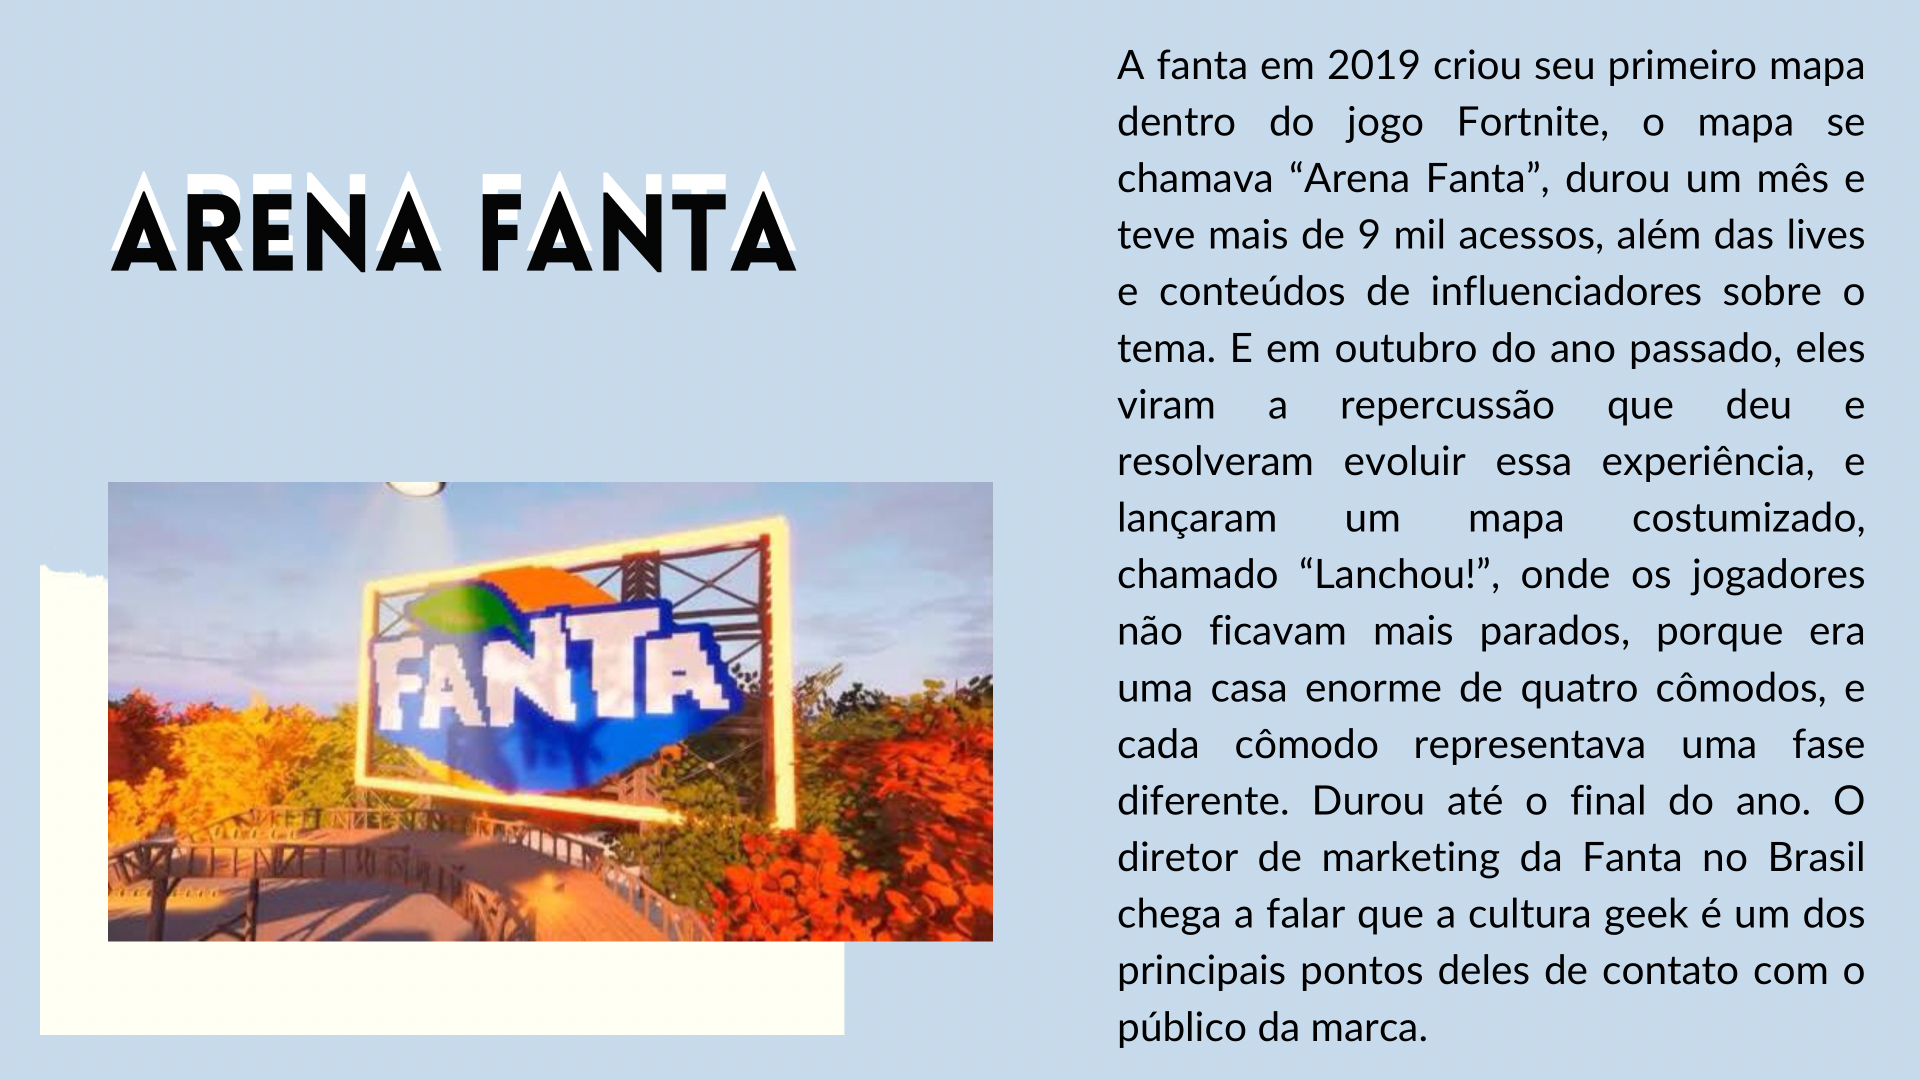 ARENA FANTA
A fanta em 2019 criou seu primeiro mapa
dentro do jogo Fortnite, o mapa se
chamava “Arena Fanta”, durou um mês e
teve mais de 9 mil acessos, além das lives
e conteúdos de influenciadores sobre o
tema. E em outubro do ano passado, eles
viram a repercussão que deu e
resolveram evoluir essa experiência, e
lançaram um mapa costumizado,
chamado “Lanchou!”, onde os jogadores
não ficavam mais parados, porque era
uma casa enorme de quatro cômodos, e
cada cômodo representava uma fase
diferente. Durou até o final do ano. O
diretor de marketing da Fanta no Brasil
chega a falar que a cultura geek é um dos
principais pontos deles de contato com o
público da marca.
FANTA